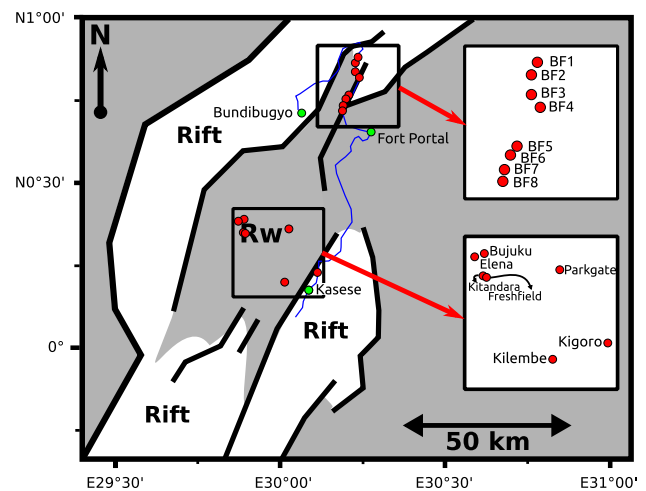 N1°00'
N
BF1
BF2
BF3
BF4
Bundibugyo
Rift
Fort Portal
BF5
BF6
BF7
BF8
N0°30'
Rw
Bujuku
Elena
Parkgate
Kitandara
Freshfield
Kasese
Rift
Kigoro
Kilembe
0°
Rift
50 km
E29°30'
E30°00'
E30°30'
E31°00'